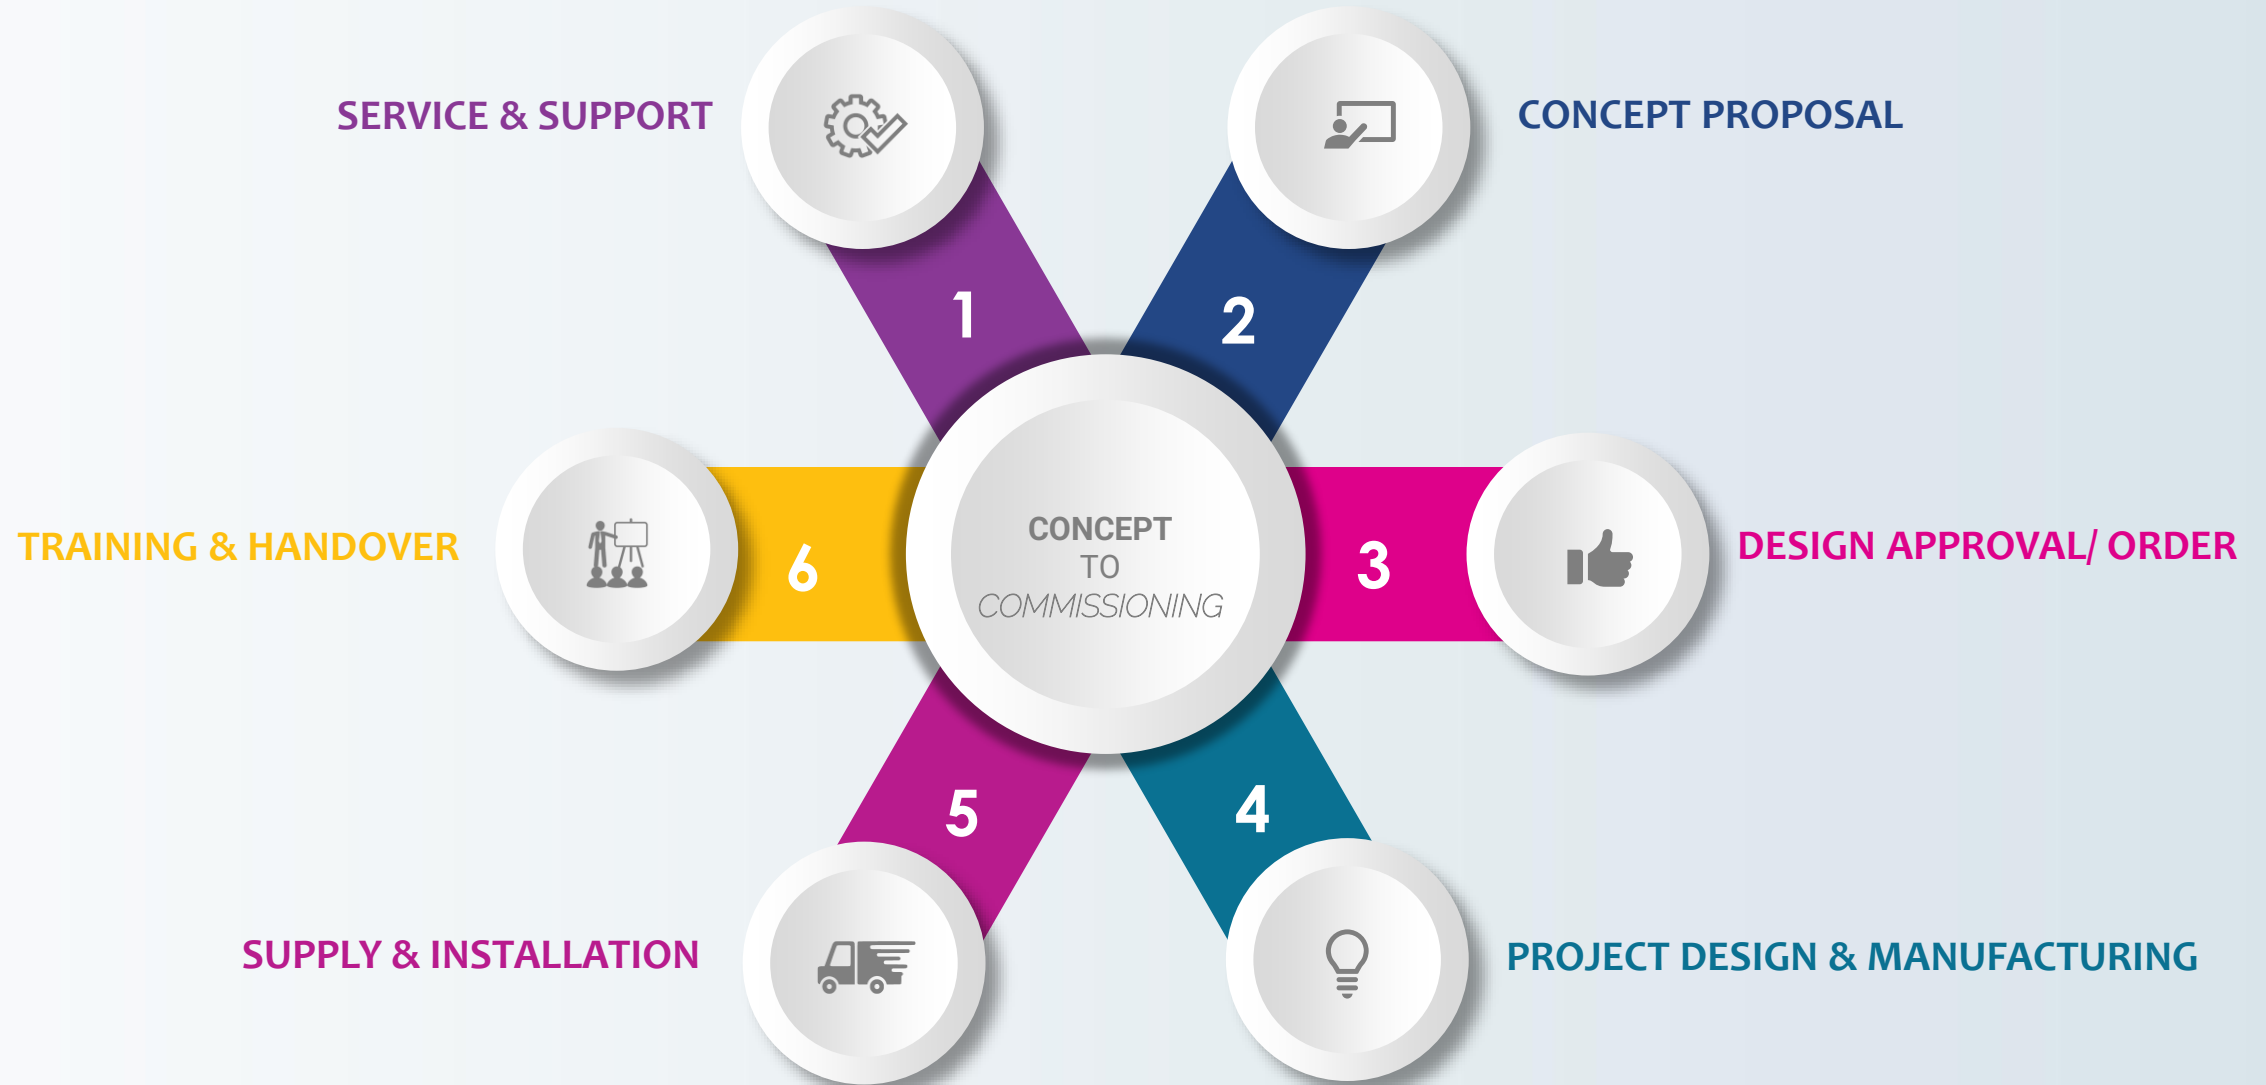 SERVICE & SUPPORT
1
CONCEPT PROPOSAL
2
DESIGN APPROVAL/ ORDER
3
PROJECT DESIGN & MANUFACTURING
4
SUPPLY & INSTALLATION
5
TRAINING & HANDOVER
6
CONCEPT
TO
COMMISSIONING